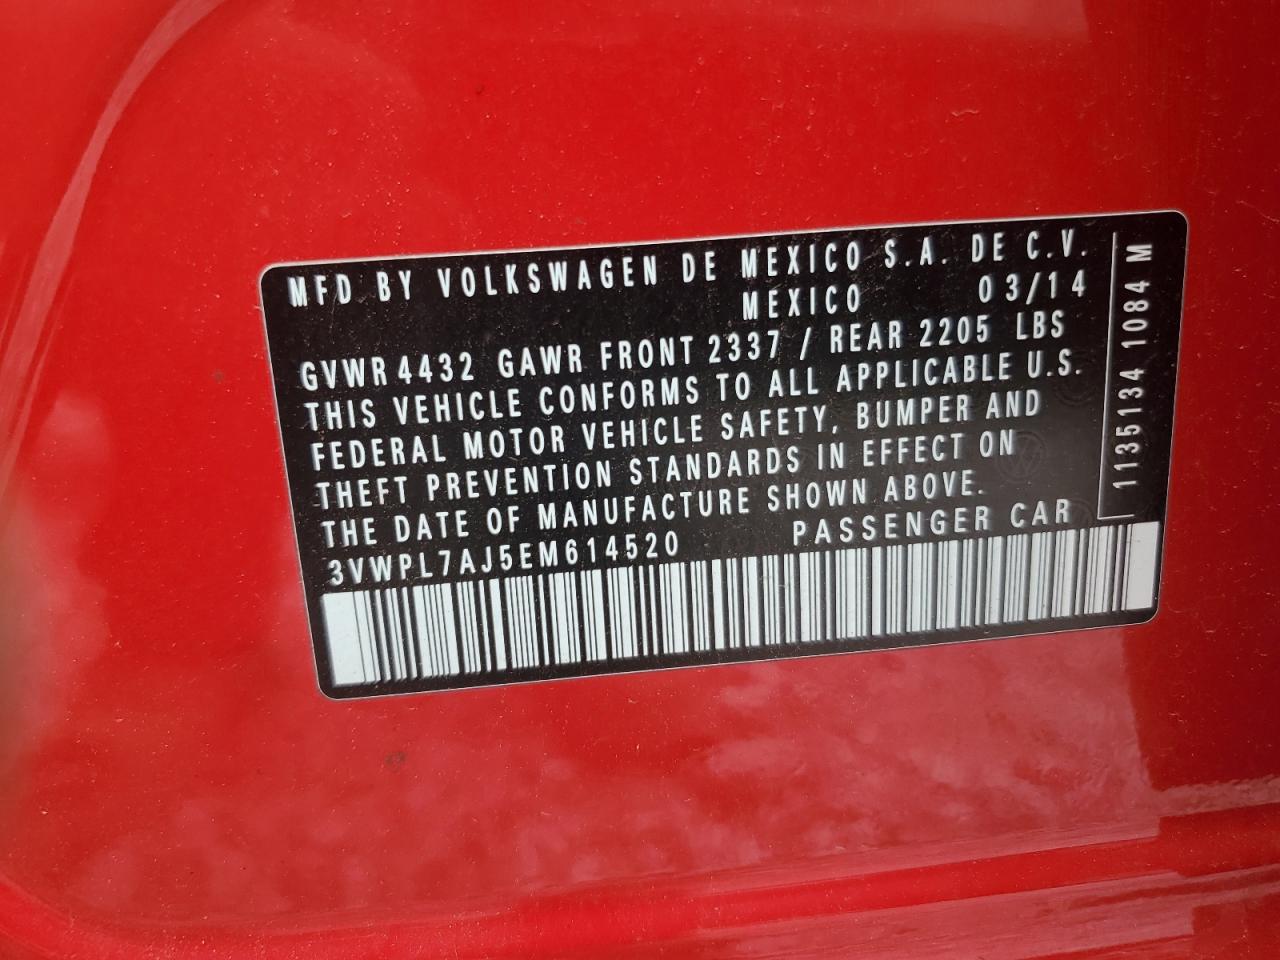 MFD BY VOLKSWAGEN DE MEXICO S.A. DE C.V.
MEXICO 03/14
GVWR 4432 GAWR FRONT 2337 / REAR 2205 LBS
THIS VEHICLE CONFORMS TO ALL APPLICABLE U.S.
FEDERAL MOTOR VEHICLE SAFETY, BUMPER AND
THEFT PREVENTION STANDARDS IN EFFECT ON
THE DATE OF MANUFACTURE SHOWN ABOVE.
3VWPL7AJ5EM614520 PASSENGER CAR
1135134 1084 M